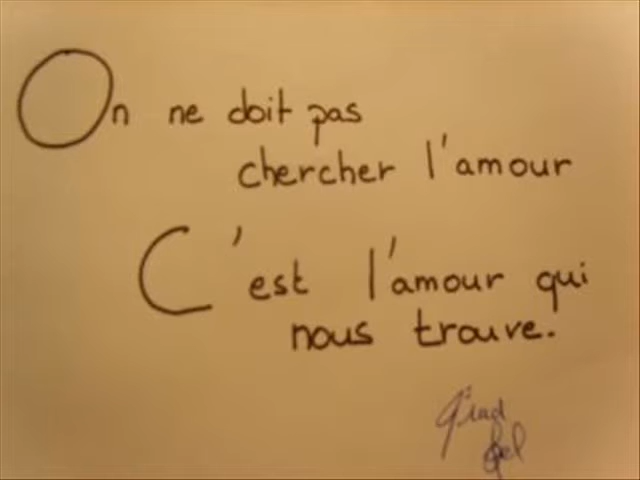 On ne doit pas
chercher l'amour
C'est l'amour qui
nous trouve.